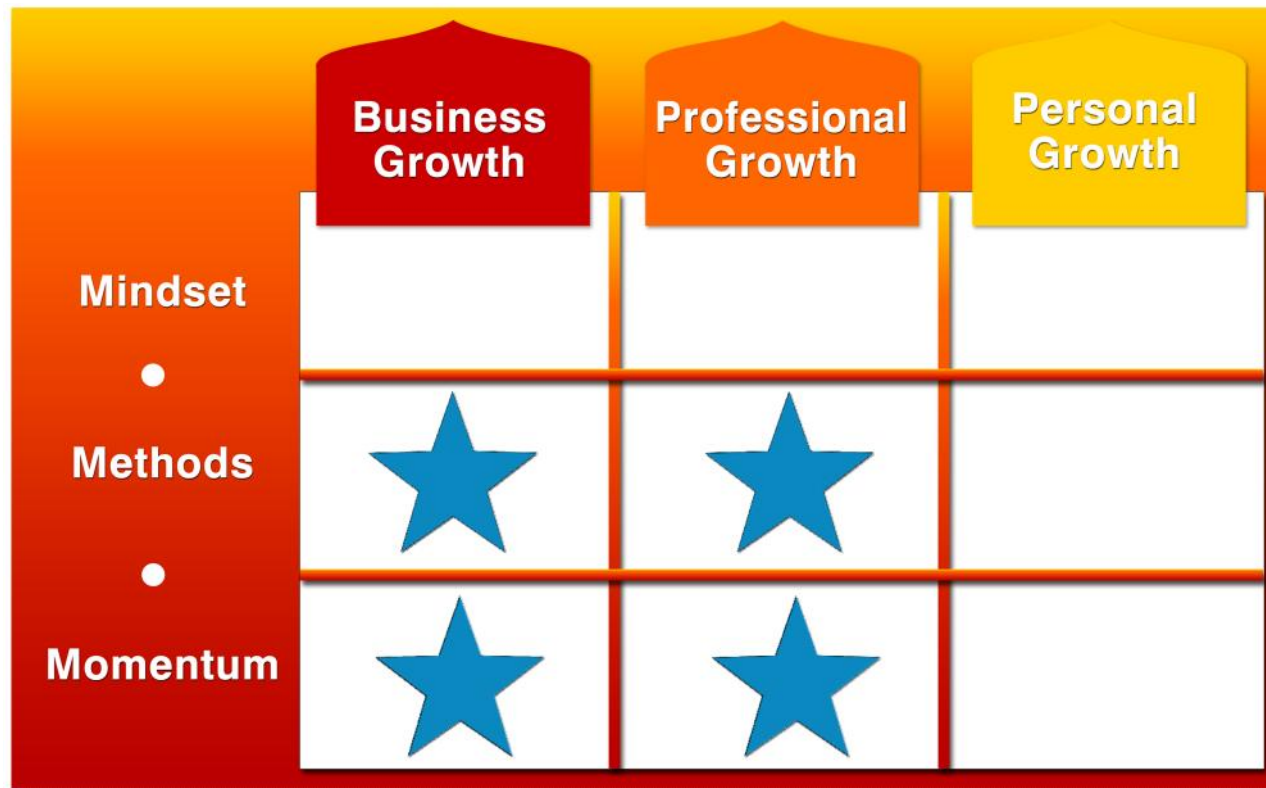 Business
Growth
Professional
Growth
Personal
Growth
Mindset
Methods
Momentum